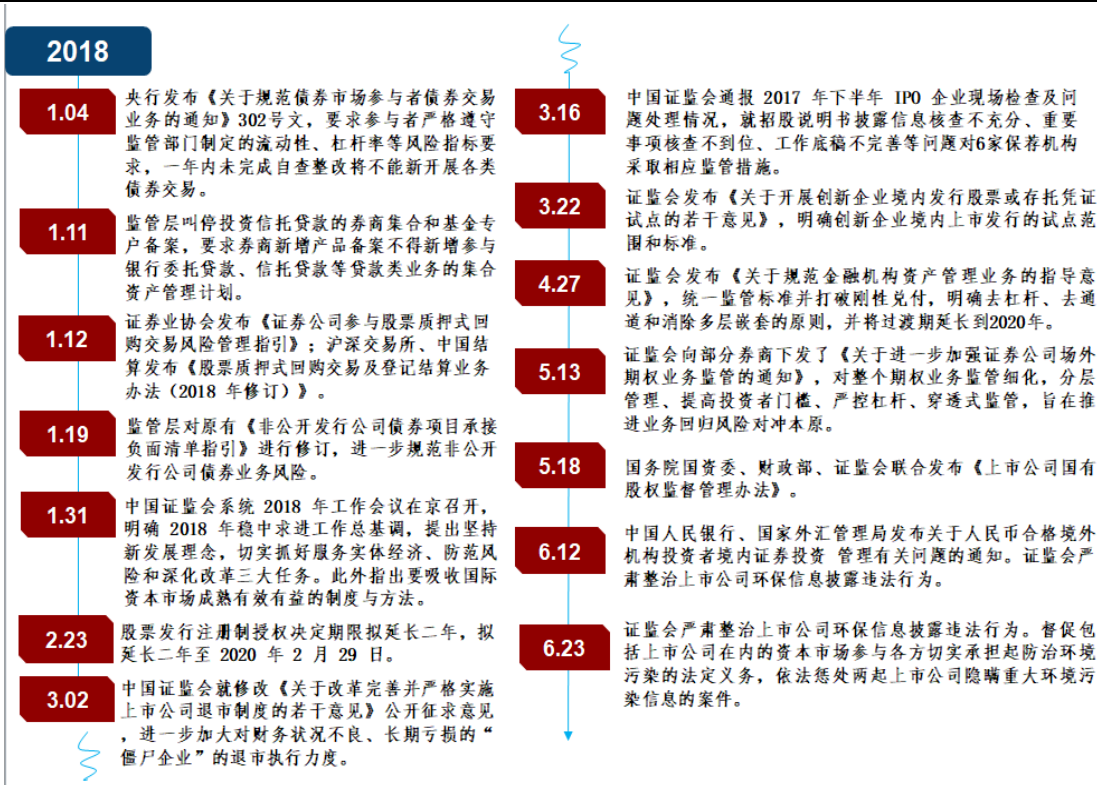 2018
1.04
央行发布《关于规范债券市场参与者债券交易
业务的通知》302号文，要求参与者严格遵守
监管部门制定的流动性、杠杆率等风险指标要
求，一年内未完成自查整改将不能新开展各类
债券交易。
1.11
监管层叫停投资信托贷款的券商集合和基金专
户备案，要求券商新增产品备案不得新增参与
银行委托贷款、信托贷款等贷款类业务的集合
资产管理计划。
1.12
证券业协会发布《证券公司参与股票质押式回
购交易风险管理指引》；沪深交易所、中国结
算发布《股票质押式回购交易及登记结算业务
办法（2018 年修订）》。
1.19
监管层对原有《非公开发行公司债券项目承接
负面清单指引》进行修订，进一步规范非公开
发行公司债券业务风险。
1.31
中国证监会系统 2018 年工作会议在京召开，
明确 2018 年稳中求进工作总基调，提出坚持
新发展理念，切实抓好服务实体经济、防范风
险和深化改革三大任务。此外指出要吸收国际
资本市场成熟有效有益的制度与方法。
2.23
股票发行注册制授权决定期限拟延长二年，拟
延长二年至 2020 年 2 月 29 日。
3.02
中国证监会就修改《关于改革完善并严格实施
上市公司退市制度的若干意见》公开征求意见
，进一步加大对财务状况不良、长期亏损的“
僵尸企业”的退市执行力度。
3.16
中国证监会通报 2017 年下半年 IPO 企业现场检查及问
题处理情况，就招股说明书披露信息核查不充分、重要
事项核查不到位、工作底稿不完善等问题对6家保荐机构
采取相应监管措施。
3.22
证监会发布《关于开展创新企业境内发行股票或存托凭证
试点的若干意见》，明确创新企业境内上市发行的试点范
围和标准。
4.27
证监会发布《关于规范金融机构资产管理业务的指导意
见》，统一监管标准并打破刚性兑付，明确去杠杆、去通
道和消除多层嵌套的原则，并将过渡期延长到2020年。
5.13
证监会向部分券商下发了《关于进一步加强证券公司场外
期权业务监管的通知》，对整个期权业务监管细化，分层
管理、提高投资者门槛、严控杠杆、穿透式监管，旨在推
进业务回归风险对冲本原。
5.18
国务院国资委、财政部、证监会联合发布《上市公司国有
股权监督管理办法》。
6.12
中国人民银行、国家外汇管理局发布关于人民币合格境外
机构投资者境内证券投资 管理有关问题的通知。证监会严
肃整治上市公司环保信息披露违法行为。
6.23
证监会严肃整治上市公司环保信息披露违法行为。督促包
括上市公司在内的资本市场参与各方切实承担起防治环境
污染的法定义务，依法惩处两起上市公司隐瞒重大环境污
染信息的案件。